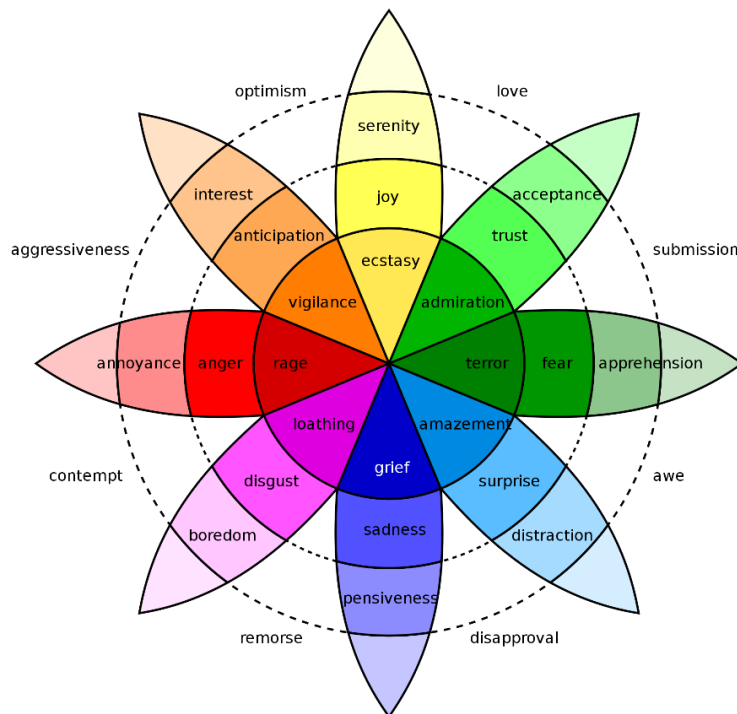 optimism
love
serenity
interest
joy
acceptance
anticipation
trust
aggressiveness
submission
ecstasy
vigilance
admiration
annoyance
anger
rage
terror
fear
apprehension
loathing
amazement
grief
contempt
disgust
surprise
awe
boredom
sadness
distraction
pensiveness
remorse
disapproval